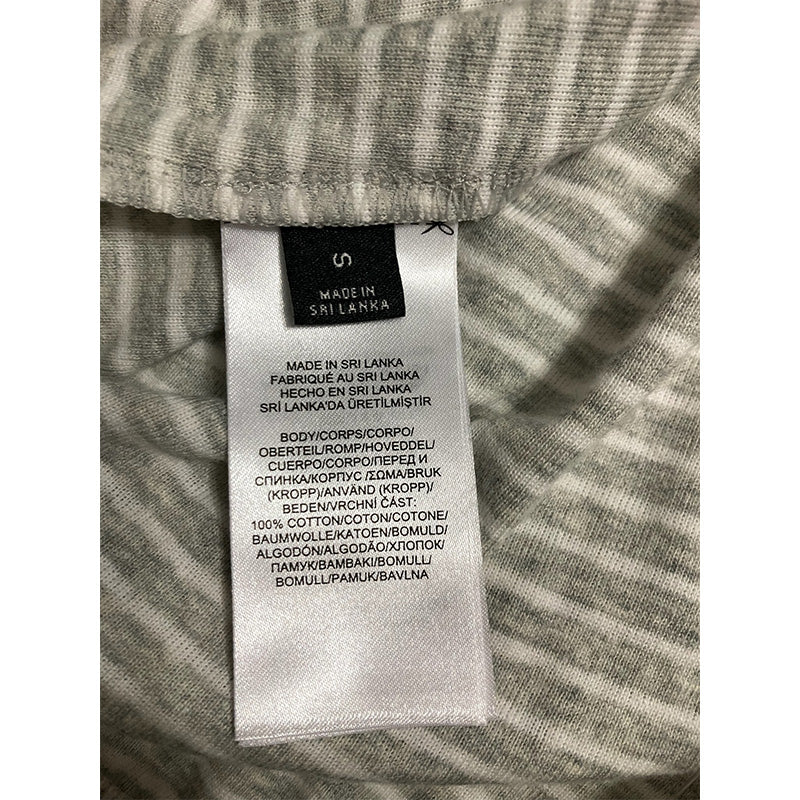 S
MADE IN
SRI LANKA
MADE IN SRI LANKA
FABRIQUÉ AU SRI LANKA
HECHO EN SRI LANKA
SRİ LANKA'DA ÜRETİLMİŞTİR
BODY/CORPS/CORPO/
OBERTEIL/ROMP/HOVEDDEL/
CUERPO/CORPO/ПЕРЕД И
СПИНКА/КОРПУС /ΣΩΜΑ/BRUK
(KROPP)/ANVÄND (KROPP)/
BEDEN/VRCHNÍ ČÁST:
100% COTTON/COTON/COTONE/
BAUMWOLLE/KATOEN/BOMULD/
ALGODÓN/ALGODÃO/ХЛОПОК/
ПАМУК/ΒΑΜΒΑΚΙ/BOMULL/
BOMULL/PAMUK/BAVLNA